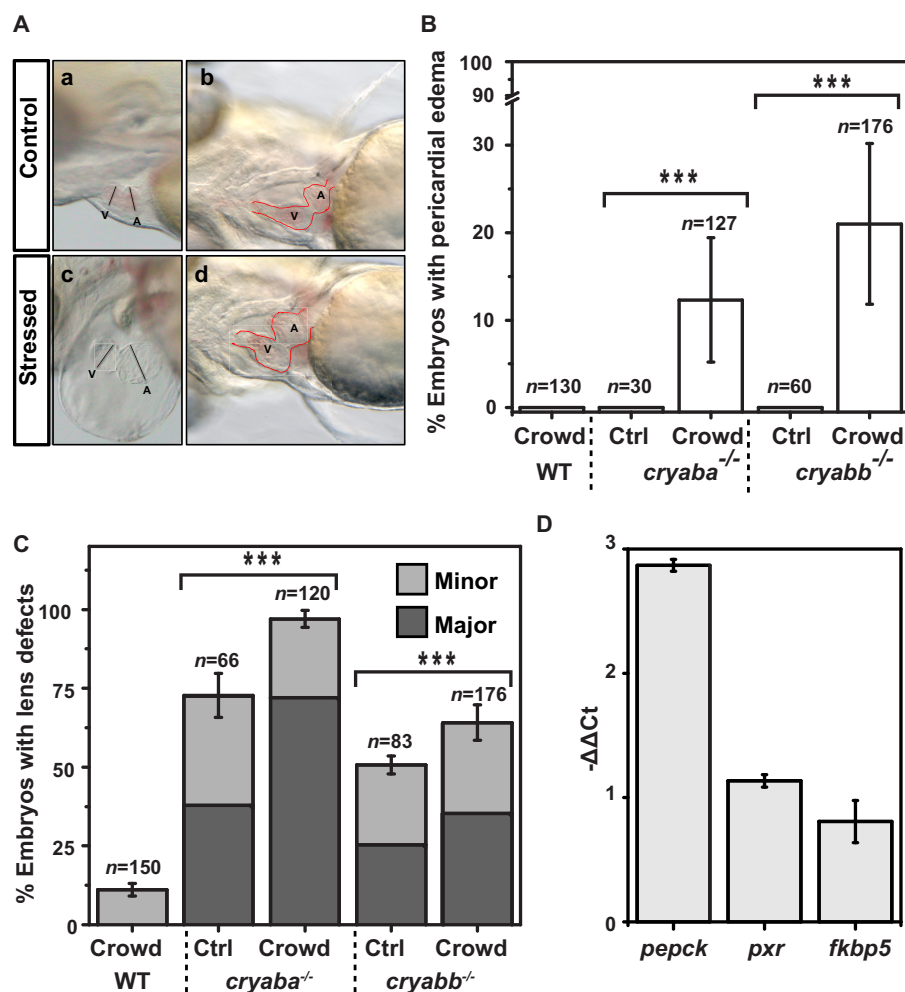 A
Control
Stressed
a
V
A
b
A
V
c
V
A
d
A
V
B
% Embryos with pericardial edema
100
90
30
20
10
0
***
***
n=130
n=30
n=127
n=60
n=176
Crowd
Ctrl
Crowd
Ctrl
Crowd
WT
cryaba-/-
cryabb-/-
C
% Embryos with lens defects
100
75
50
25
0
***
***
Minor
Major
n=150
n=66
n=120
n=83
n=176
Crowd
Ctrl
Crowd
Ctrl
Crowd
WT
cryaba-/-
cryabb-/-
D
-ΔΔCt
3
2
1
0
pepck
pxr
fkbp5